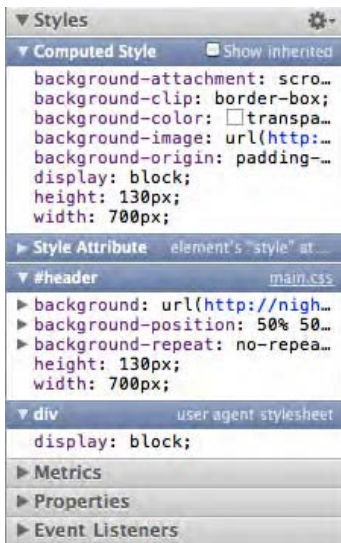 Styles
Computed Style Show inherited
background-attachment: scro…
background-clip: border-box;
background-color: transpa…
background-image: url(http:…
background-origin: padding-…
display: block;
height: 130px;
width: 700px;
Style Attribute element's "style" at…
#header main.css
background: url(http://nigh…
background-position: 50% 50…
background-repeat: no-repea…
height: 130px;
width: 700px;
div user agent stylesheet
display: block;
Metrics
Properties
Event Listeners